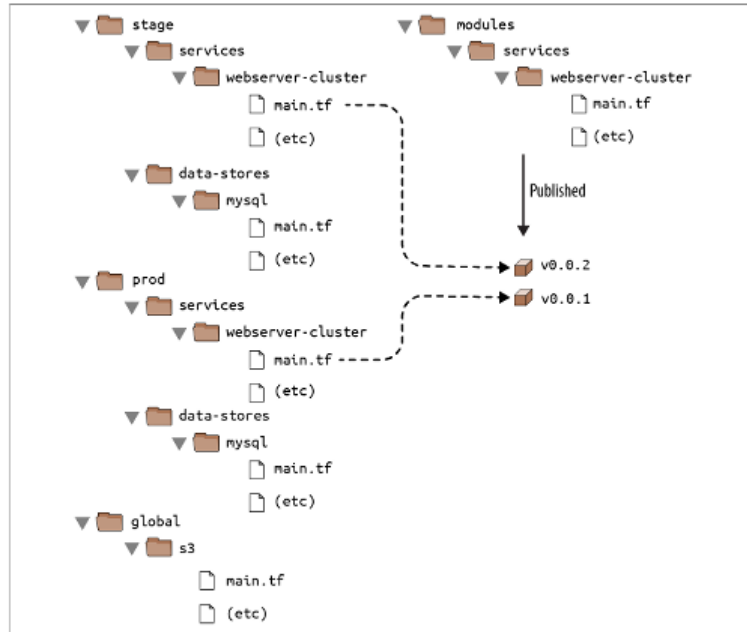 stage
services
webserver-cluster
main.tf
(etc)
data-stores
mysql
main.tf
(etc)
prod
services
webserver-cluster
main.tf
(etc)
data-stores
mysql
main.tf
(etc)
global
s3
main.tf
(etc)
modules
services
webserver-cluster
main.tf
(etc)
Published
v0.0.2
v0.0.1